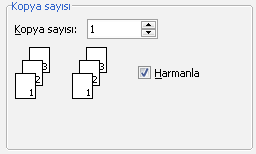 Kopya sayısı
Kopya sayısı: 1
3 3
2 2
1 1
Harmanla